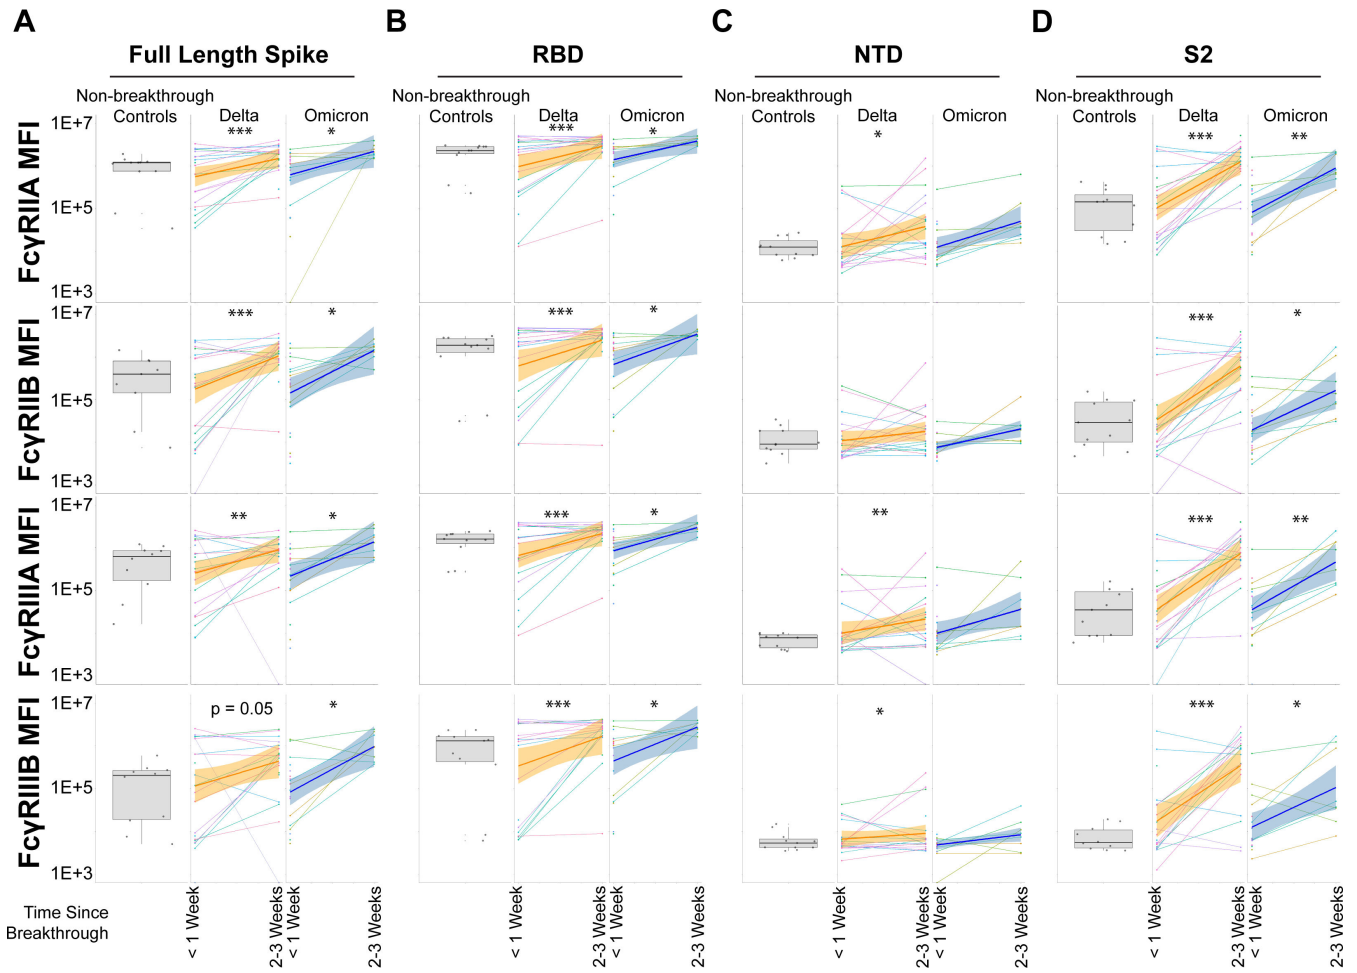 A B C D
Full Length Spike RBD NTD S2
Non-breakthrough Controls Delta Omicron
Non-breakthrough Controls Delta Omicron
Non-breakthrough Controls Delta Omicron
Non-breakthrough Controls Delta Omicron
FcγRIIA MFI
1E+7
1E+5
1E+3
*** * *** * * *** **
FcγRIIB MFI
1E+7
1E+5
1E+3
*** * *** * *** *
FcγRIIIA MFI
1E+7
1E+5
1E+3
** * *** * ** *** **
FcγRIIIB MFI
1E+7
1E+5
1E+3
p = 0.05 * *** * * *** *
Time Since
Breakthrough
< 1 Week 2-3 Weeks < 1 Week 2-3 Weeks
< 1 Week 2-3 Weeks < 1 Week 2-3 Weeks
< 1 Week 2-3 Weeks < 1 Week 2-3 Weeks
< 1 Week 2-3 Weeks < 1 Week 2-3 Weeks